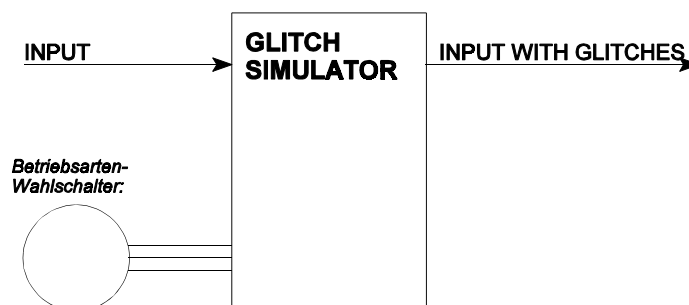 INPUT
GLITCH
SIMULATOR
INPUT WITH GLITCHES
Betriebsarten-
Wahlschalter: